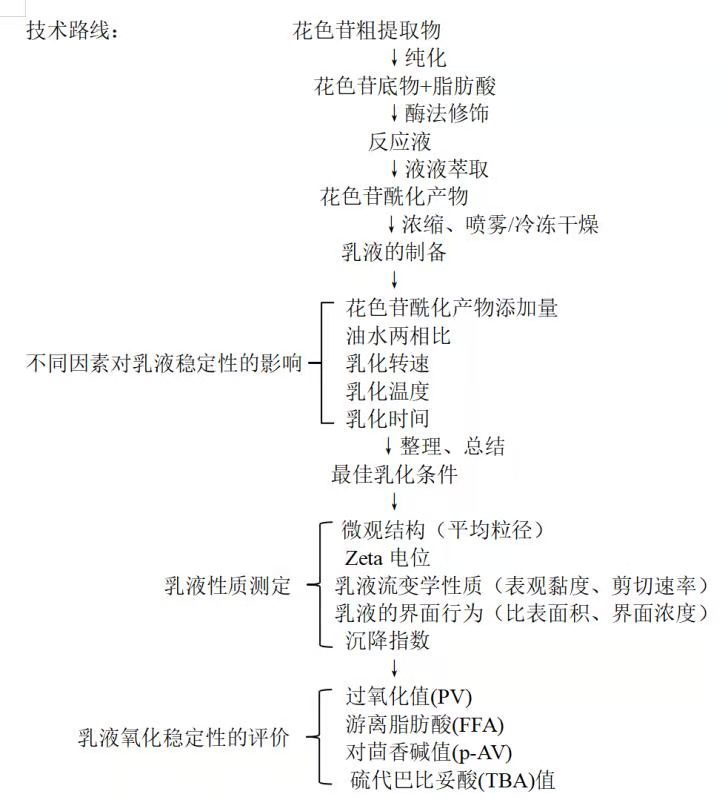 技术路线：
花色苷粗提取物
↓纯化
花色苷底物+脂肪酸
↓酶法修饰
反应液
↓液液萃取
花色苷酰化产物
↓浓缩、喷雾/冷冻干燥
乳液的制备
↓
花色苷酰化产物添加量
油水两相比
不同因素对乳液稳定性的影响
乳化转速
乳化温度
乳化时间
↓整理、总结
最佳乳化条件
↓
微观结构（平均粒径）
Zeta 电位
乳液性质测定
乳液流变学性质（表观黏度、剪切速率）
乳液的界面行为（比表面积、界面浓度）
沉降指数
↓
过氧化值(PV)
游离脂肪酸(FFA)
乳液氧化稳定性的评价
对茴香碱值(p-AV)
硫代巴比妥酸(TBA)值